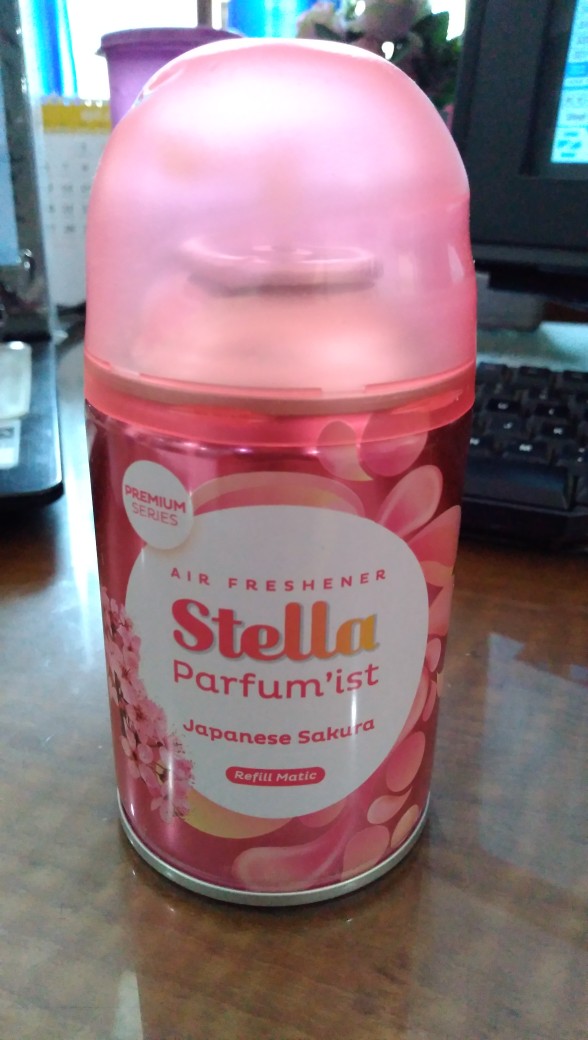 PREMIUM
SERIES
AIR FRESHENER
Stella
Parfum'ist
Japanese Sakura
Refill Matic